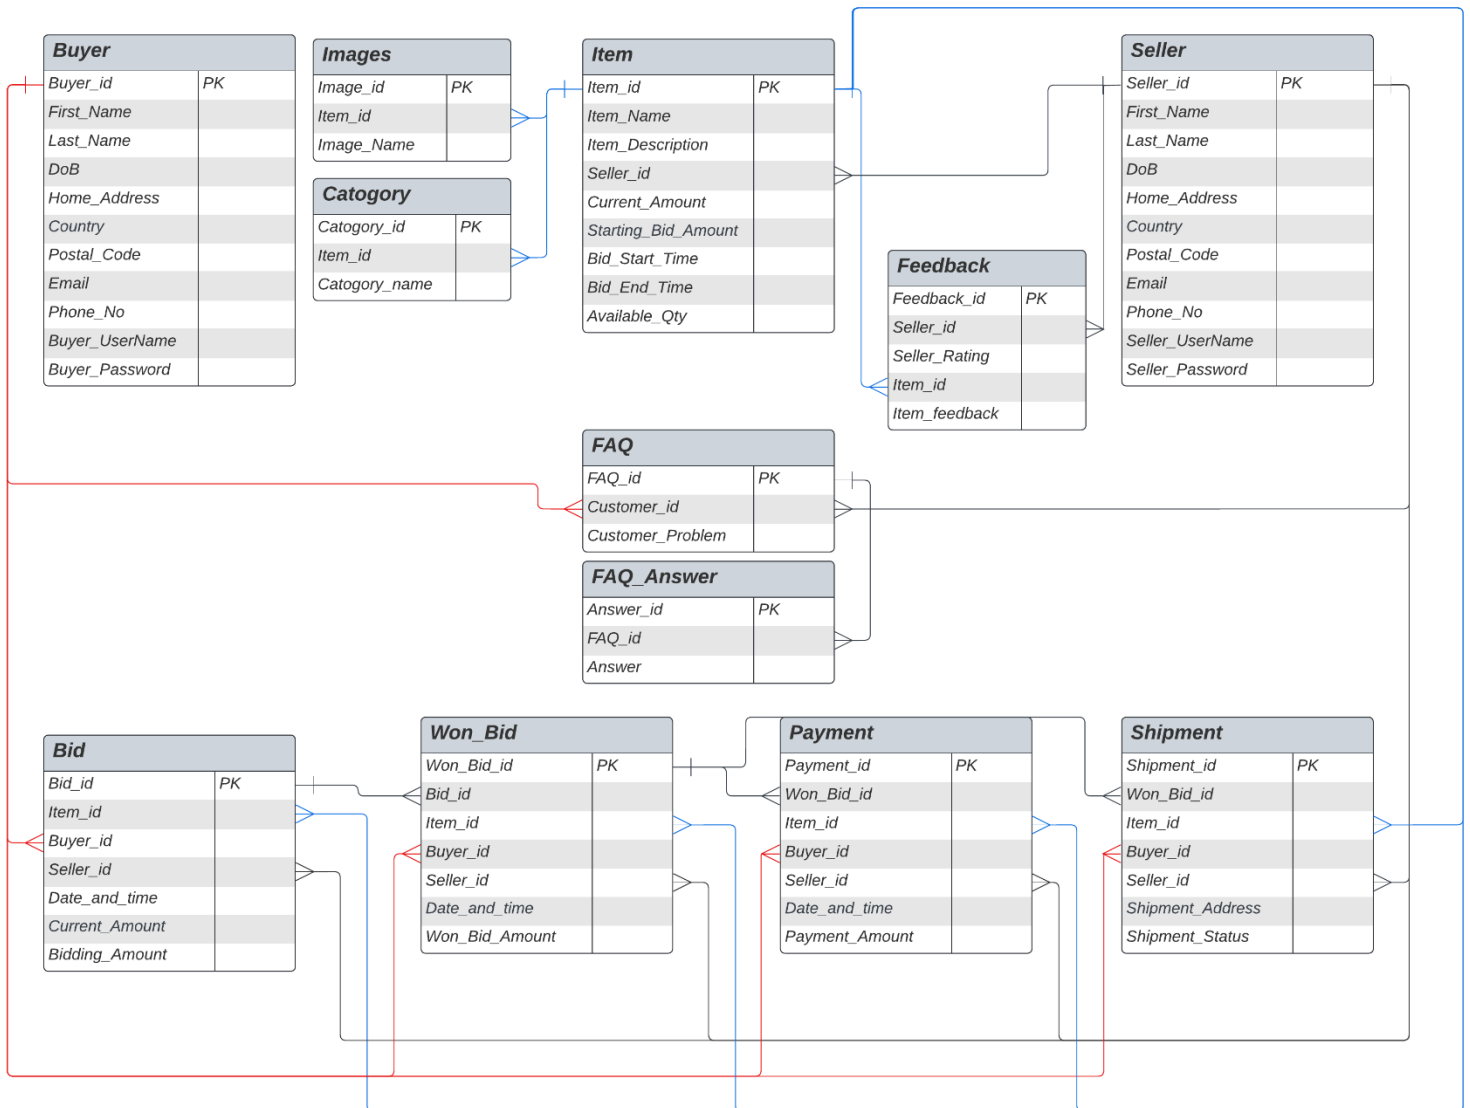 Buyer
Buyer_id PK
First_Name
Last_Name
DoB
Home_Address
Country
Postal_Code
Email
Phone_No
Buyer_UserName
Buyer_Password
Images
Image_id PK
Item_id
Image_Name
Catogory
Catogory_id PK
Item_id
Catogory_name
Item
Item_id PK
Item_Name
Item_Description
Seller_id
Current_Amount
Starting_Bid_Amount
Bid_Start_Time
Bid_End_Time
Available_Qty
Feedback
Feedback_id PK
Seller_id
Seller_Rating
Item_id
Item_feedback
Seller
Seller_id PK
First_Name
Last_Name
DoB
Home_Address
Country
Postal_Code
Email
Phone_No
Seller_UserName
Seller_Password
FAQ
FAQ_id PK
Customer_id
Customer_Problem
FAQ_Answer
Answer_id PK
FAQ_id
Answer
Bid
Bid_id PK
Item_id
Buyer_id
Seller_id
Date_and_time
Current_Amount
Bidding_Amount
Won_Bid
Won_Bid_id PK
Bid_id
Item_id
Buyer_id
Seller_id
Date_and_time
Won_Bid_Amount
Payment
Payment_id PK
Won_Bid_id
Item_id
Buyer_id
Seller_id
Date_and_time
Payment_Amount
Shipment
Shipment_id PK
Won_Bid_id
Item_id
Buyer_id
Seller_id
Shipment_Address
Shipment_Status